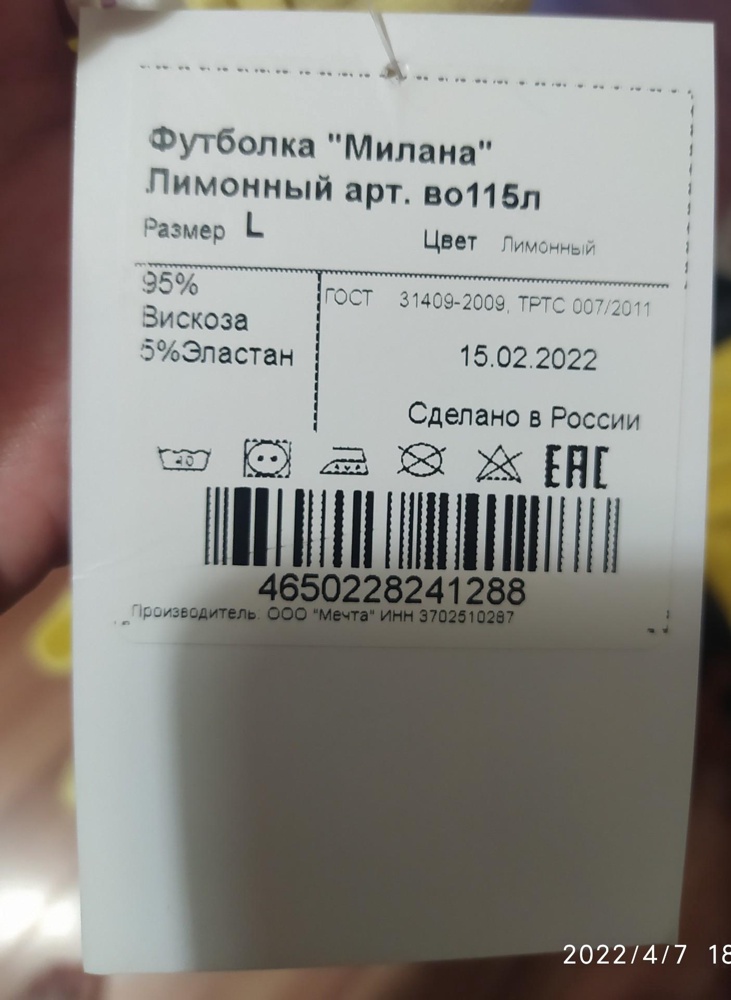 Футболка "Милана"
Лимонный арт. во115л
Размер L Цвет Лимонный
95%
Вискоза
5%Эластан
ГОСТ 31409-2009, ТРТС 007/2011
15.02.2022
Сделано в России
40
EAC
4650228241288
Производитель. ООО "Мечта" ИНН 3702510287
2022/4/7 18